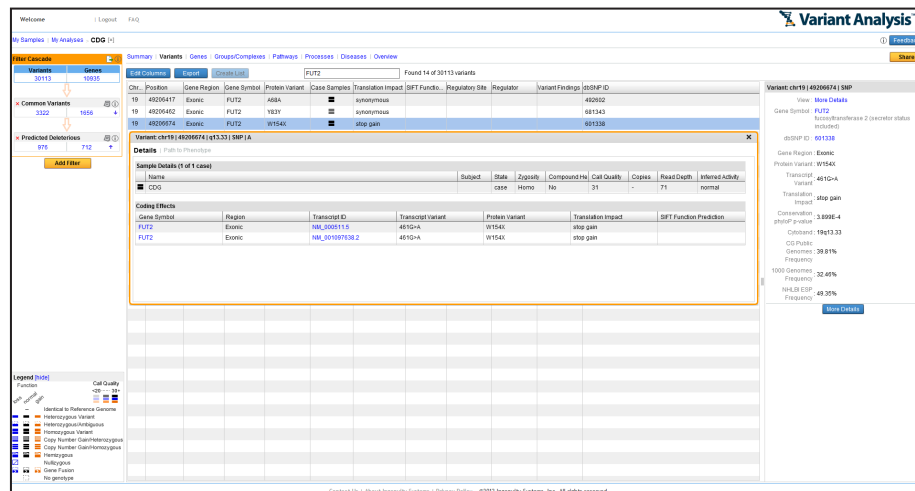 Welcome | Logout FAQ
Variant Analysis™
My Samples | My Analyses | CDG [×]
Feedback
Filter Cascade
Summary | Variants | Genes | Groups/Complexes | Pathways | Processes | Diseases | Overview
Share
Variants Genes
30113 10935
Edit Columns Export Create List FUT2 Found 14 of 30113 variants
× Common Variants
3322 1656
× Predicted Deleterious
976 712
Add Filter
Chr... Position Gene Region Gene Symbol Protein Variant Case Samples Translation Impact SIFT Functio... Regulatory Site Regulator Variant Findings dbSNP ID
19 49206417 Exonic FUT2 A68A synonymous 492602
19 49206462 Exonic FUT2 Y83Y synonymous 681343
19 49206674 Exonic FUT2 W154X stop gain 601338
Variant: chr19 | 49206674 | q13.33 | SNP | A ×
Details | Path to Phenotype
Sample Details (1 of 1 case)
Name Subject State Zygosity Compound He Call Quality Copies Read Depth Inferred Activity
CDG case Homo No 31 - 71 normal
Coding Effects
Gene Symbol Region Transcript ID Transcript Variant Protein Variant Translation Impact SIFT Function Prediction
FUT2 Exonic NM_000511.5 461G>A W154X stop gain
FUT2 Exonic NM_001097638.2 461G>A W154X stop gain
Variant: chr19 | 49206674 | SNP
View : More Details
Gene Symbol : FUT2
fucosyltransferase 2 (secretor status
included)
dbSNP ID : 601338
Gene Region : Exonic
Protein Variant : W154X
Transcript
Variant : 461G>A
Translation
Impact : stop gain
Conservation
phyloP p-value : 3.899E-4
Cytoband : 19q13.33
CG Public
Genomes
Frequency : 39.81%
1000 Genomes
Frequency : 32.46%
NHLBI ESP
Frequency : 49.35%
More Details
Legend [hide]
Function Call Quality
<20 ---- 30+
loss normal gain
Identical to Reference Genome
Heterozygous Variant
Heterozygous/Ambiguous
Homozygous Variant
Copy Number Gain/Heterozygous
Copy Number Gain/Homozygous
Hemizygous
Nullizygous
Gene Fusion
No genotype